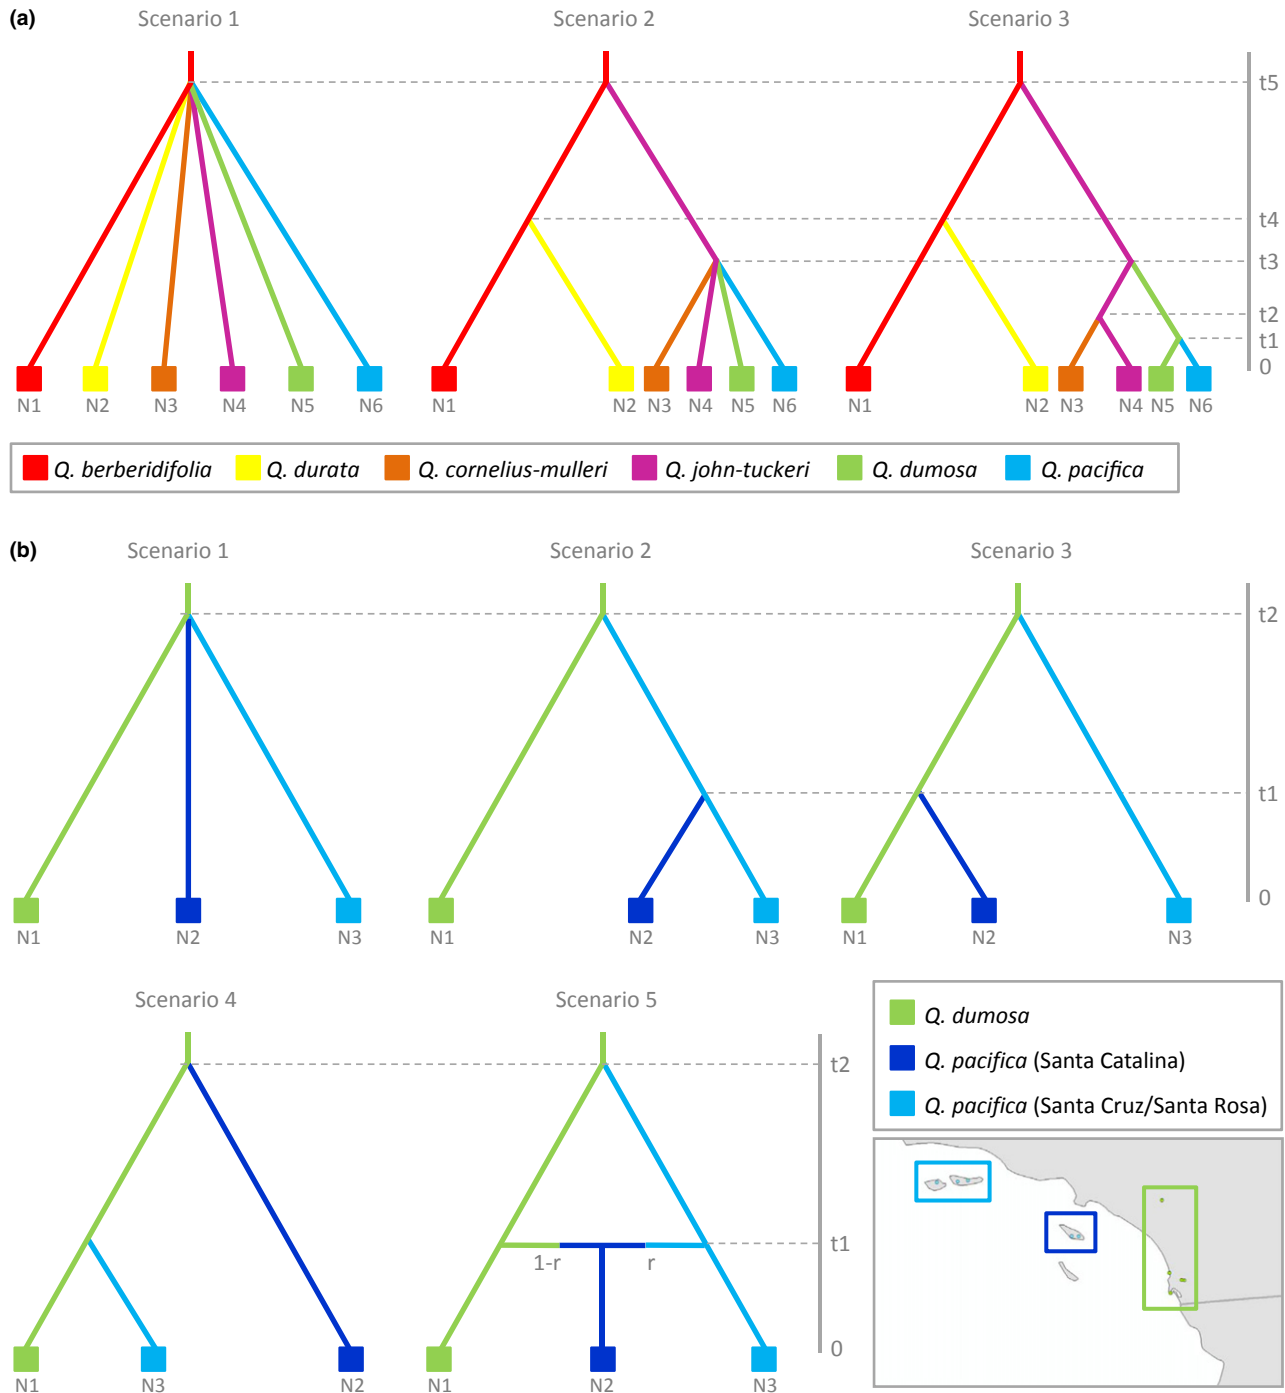 (a)
Scenario 1
Scenario 2
Scenario 3
t5
t4
t3
t2
t1
0
N1 N2 N3 N4 N5 N6
N1 N2 N3 N4 N5 N6
N1 N2 N3 N4 N5 N6
Q. berberidifolia Q. durata Q. cornelius-mulleri Q. john-tuckeri Q. dumosa Q. pacifica
(b)
Scenario 1
Scenario 2
Scenario 3
t2
t1
0
N1 N2 N3
N1 N2 N3
N1 N2 N3
Scenario 4
Scenario 5
t2
t1
0
1-r r
N1 N3 N2
N1 N2 N3
Q. dumosa
Q. pacifica (Santa Catalina)
Q. pacifica (Santa Cruz/Santa Rosa)